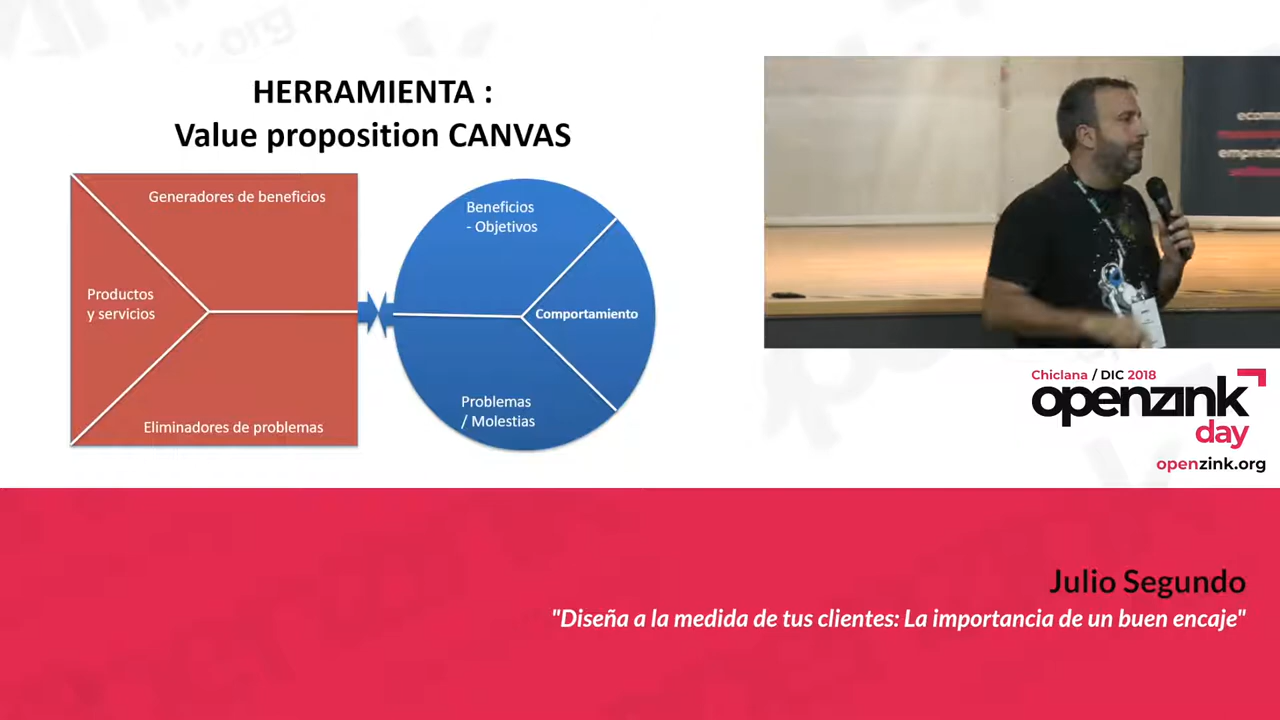 HERRAMIENTA :
Value proposition CANVAS
Generadores de beneficios
Productos
y servicios
Eliminadores de problemas
Beneficios
- Objetivos
Comportamiento
Problemas
/ Molestias
Chiclana / DIC 2018
openzink
day
openzink.org
Julio Segundo
"Diseña a la medida de tus clientes: La importancia de un buen encaje"